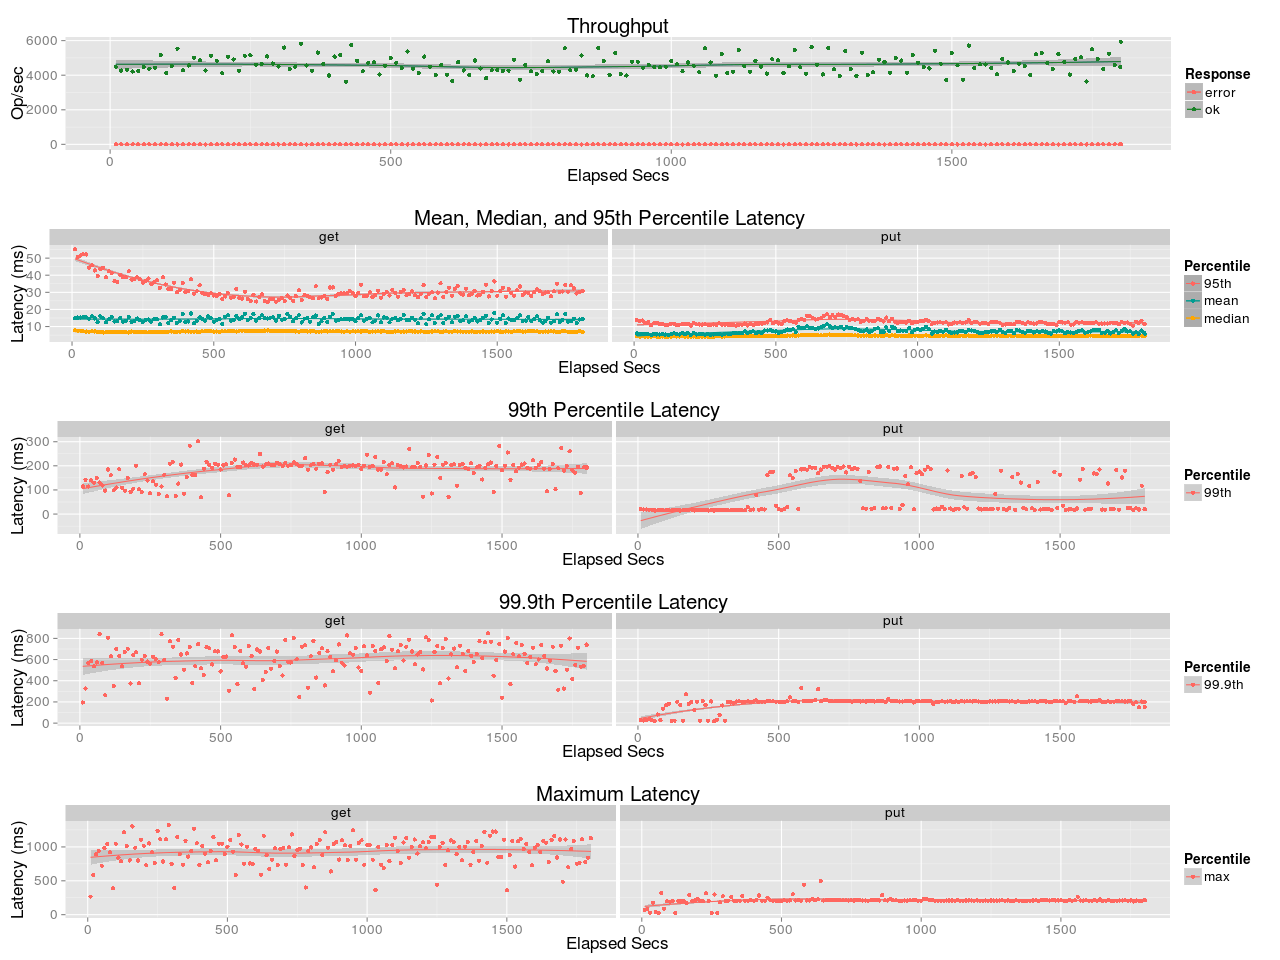 Throughput
6000
4000
2000
0
Op/sec
0 500 1000 1500
Elapsed Secs
Response
error
ok
Mean, Median, and 95th Percentile Latency
get put
50
40
30
20
10
Latency (ms)
0 500 1000 1500 0 500 1000 1500
Elapsed Secs
Percentile
95th
mean
median
99th Percentile Latency
get put
300
200
100
0
Latency (ms)
0 500 1000 1500 0 500 1000 1500
Elapsed Secs
Percentile
99th
99.9th Percentile Latency
get put
800
600
400
200
0
Latency (ms)
0 500 1000 1500 0 500 1000 1500
Elapsed Secs
Percentile
99.9th
Maximum Latency
get put
1000
500
0
Latency (ms)
0 500 1000 1500 0 500 1000 1500
Elapsed Secs
Percentile
max